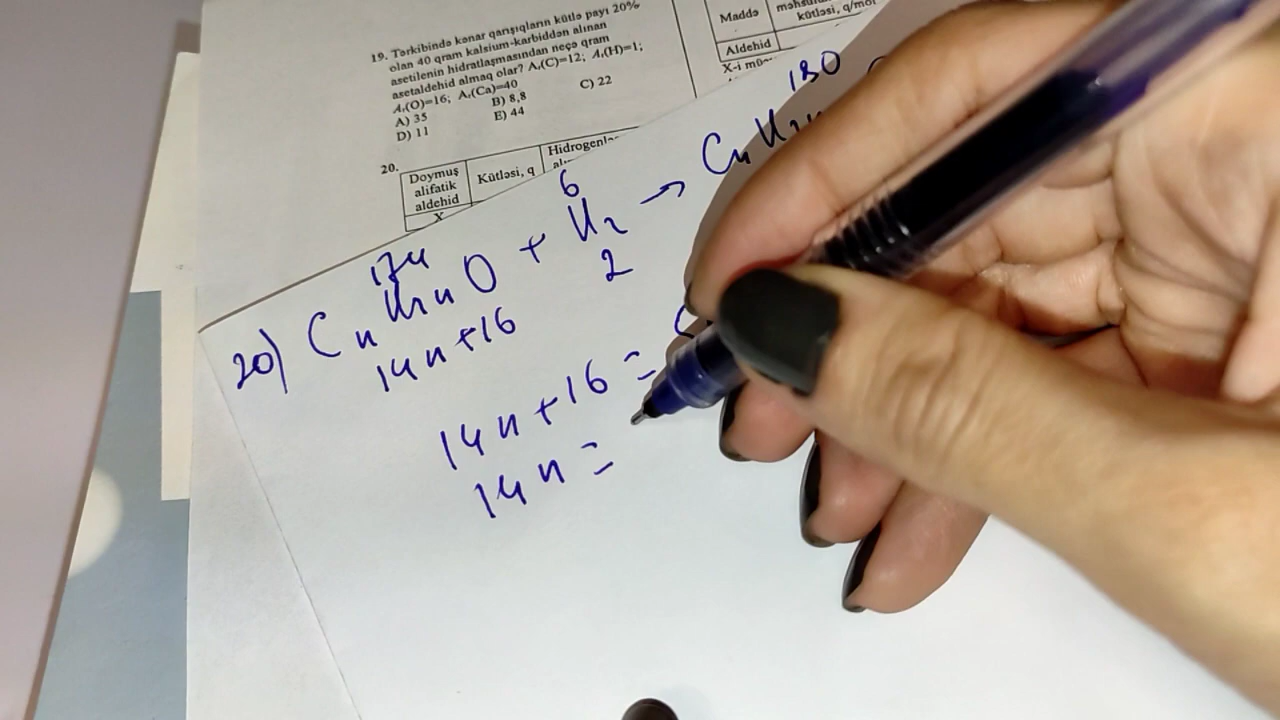 19. Tərkibində kənar qarışıqların kütlə payı 20%
olan 40 qram kalsium-karbiddən alınan
asetilenin hidratlaşmasından neçə qram
asetaldehid almaq olar? Aᵣ(C)=12; Aᵣ(H)=1;
Aᵣ(O)=16; Aᵣ(Ca)=40
A) 35 B) 8,8 C) 22
D) 11 E) 44
20.
Doymuş
alifatik
aldehid
Kütləsi, q
X
Maddə
kütləsi, q/mol
Aldehid
X-i
174 6 180
20) CnH2nO + H2 → CnH2n
14n+16 2
14n+16=
14n=